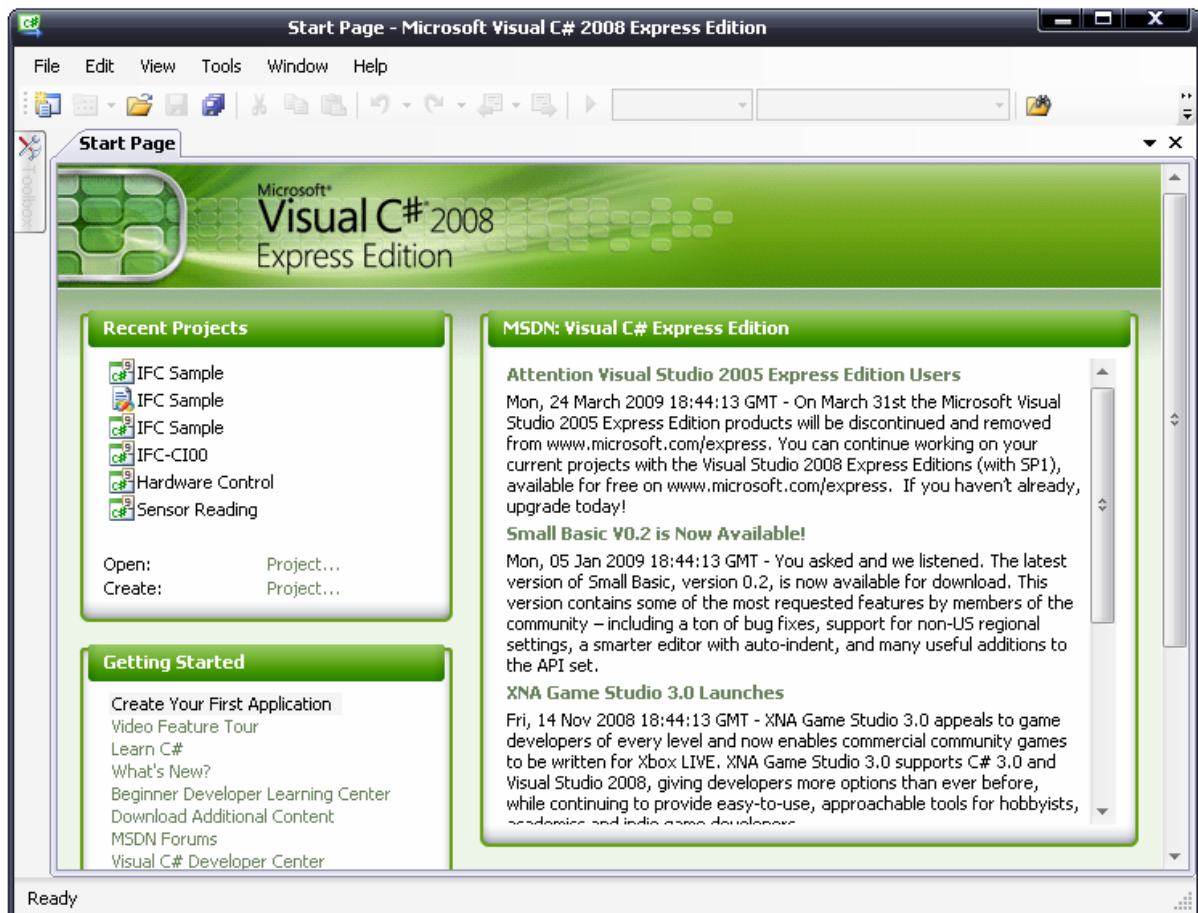 Start Page - Microsoft Visual C# 2008 Express Edition
File Edit View Tools Window Help
Toolbox
Start Page
Microsoft®
Visual C#® 2008
Express Edition
Recent Projects
IFC Sample
IFC Sample
IFC Sample
IFC-CI00
Hardware Control
Sensor Reading
Open: Project...
Create: Project...
Getting Started
Create Your First Application
Video Feature Tour
Learn C#
What's New?
Beginner Developer Learning Center
Download Additional Content
MSDN Forums
Visual C# Developer Center
MSDN: Visual C# Express Edition
Attention Visual Studio 2005 Express Edition Users
Mon, 24 March 2009 18:44:13 GMT - On March 31st the Microsoft Visual
Studio 2005 Express Edition products will be discontinued and removed
from www.microsoft.com/express. You can continue working on your
current projects with the Visual Studio 2008 Express Editions (with SP1),
available for free on www.microsoft.com/express.  If you haven't already,
upgrade today!
Small Basic V0.2 is Now Available!
Mon, 05 Jan 2009 18:44:13 GMT - You asked and we listened. The latest
version of Small Basic, version 0.2, is now available for download. This
version contains some of the most requested features by members of the
community – including a ton of bug fixes, support for non-US regional
settings, a smarter editor with auto-indent, and many useful additions to
the API set.
XNA Game Studio 3.0 Launches
Fri, 14 Nov 2008 18:44:13 GMT - XNA Game Studio 3.0 appeals to game
developers of every level and now enables commercial community games
to be written for Xbox LIVE. XNA Game Studio 3.0 supports C# 3.0 and
Visual Studio 2008, giving developers more options than ever before,
while continuing to provide easy-to-use, approachable tools for hobbyists,
academics and indie game developers
Ready